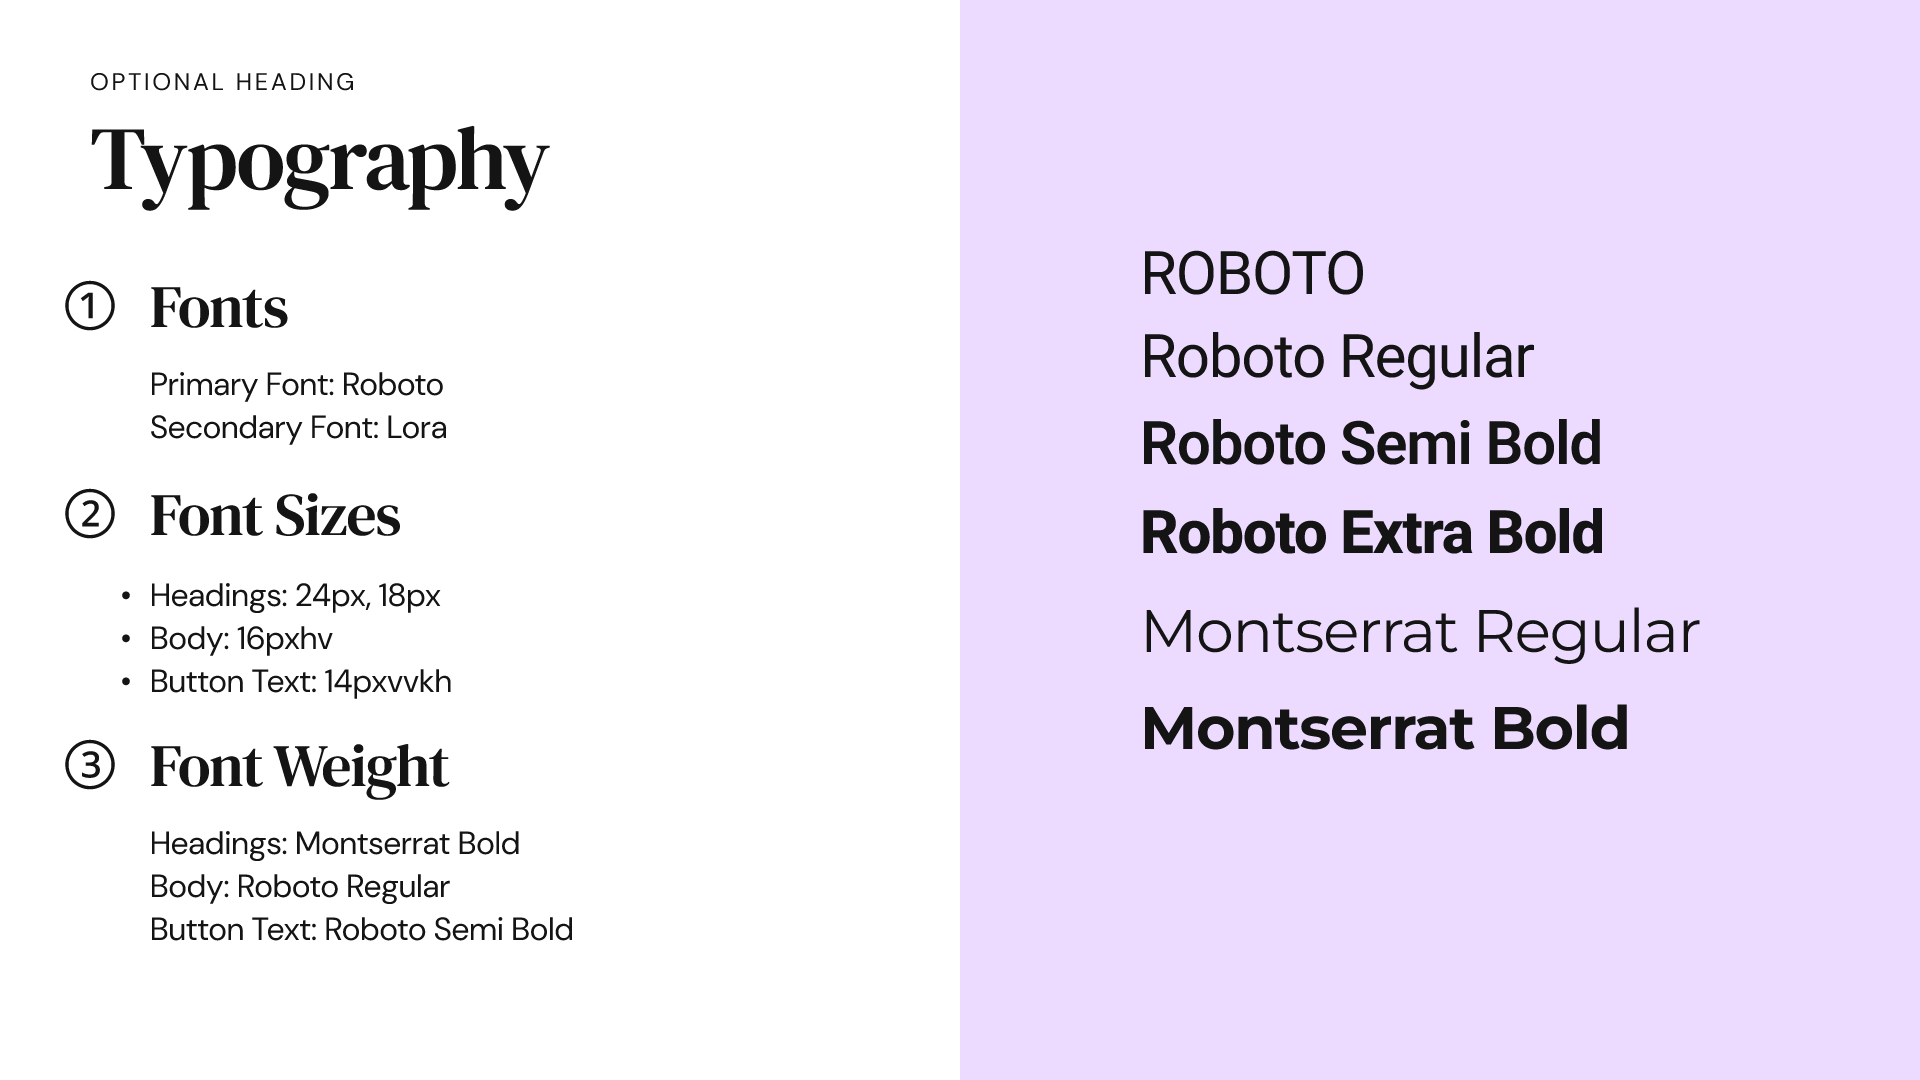 OPTIONAL HEADING
Typography
① Fonts
Primary Font: Roboto
Secondary Font: Lora
② Font Sizes
• Headings: 24px, 18px
• Body: 16pxhv
• Button Text: 14pxvvkh
③ Font Weight
Headings: Montserrat Bold
Body: Roboto Regular
Button Text: Roboto Semi Bold
ROBOTO
Roboto Regular
Roboto Semi Bold
Roboto Extra Bold
Montserrat Regular
Montserrat Bold